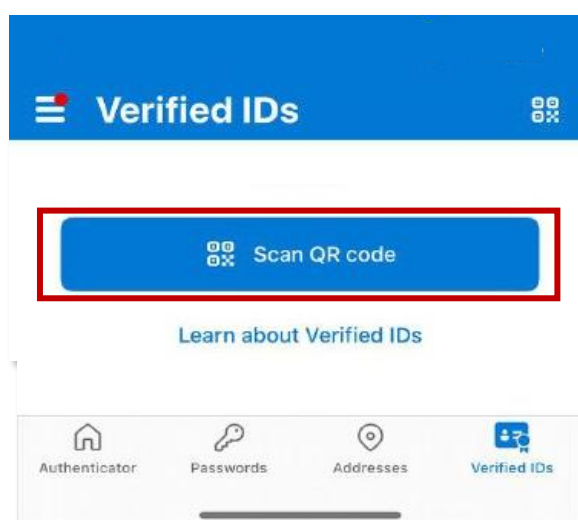 Verified IDs
Scan QR code
Learn about Verified IDs
Authenticator Passwords Addresses Verified IDs